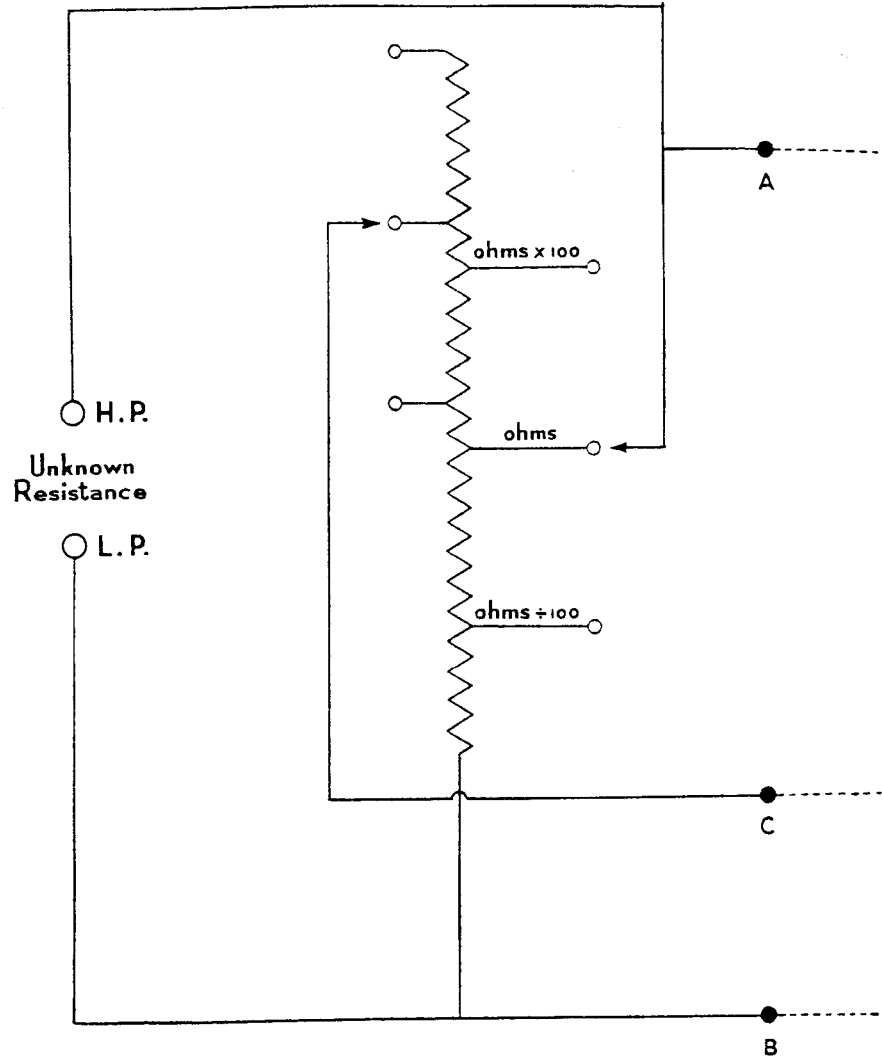 A
ohms x 100
H.P.
ohms
Unknown
Resistance
L.P.
ohms ÷ 100
C
B